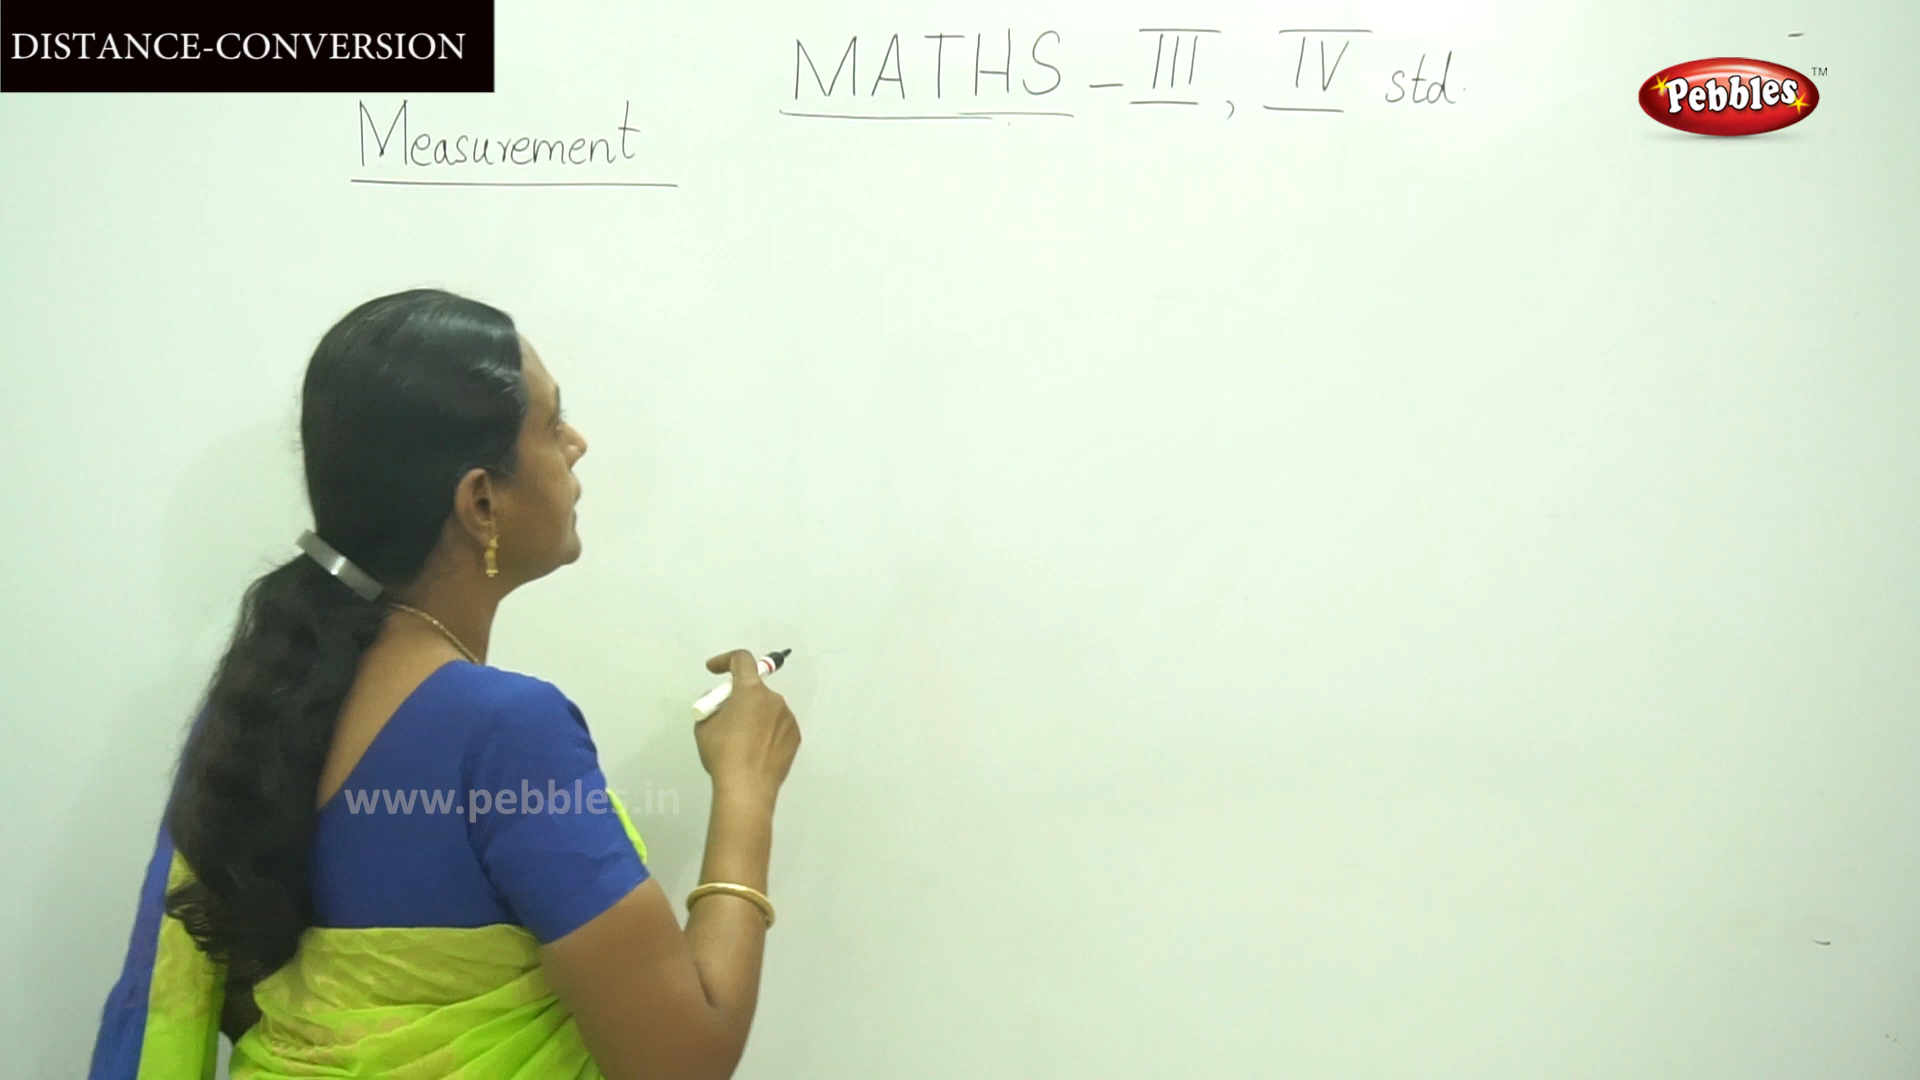 DISTANCE-CONVERSION
MATHS - III, IV std.
Pebbles TM
Measurement
www.pebbles.in